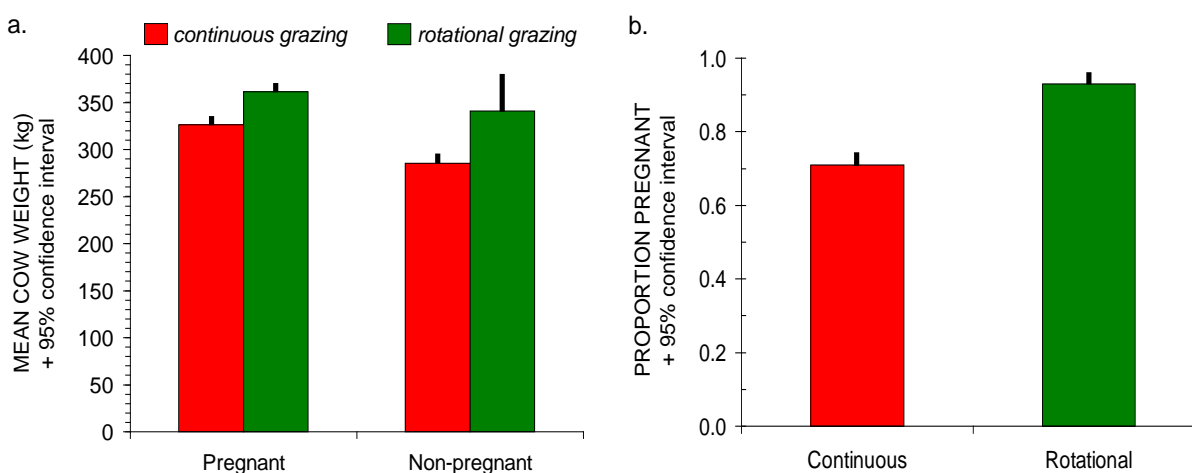 a.
continuous grazing
rotational grazing
MEAN COW WEIGHT (kg)
+ 95% confidence interval
400
350
300
250
200
150
100
50
0
Pregnant
Non-pregnant
b.
PROPORTION PREGNANT
+ 95% confidence interval
1.0
0.8
0.6
0.4
0.2
0.0
Continuous
Rotational